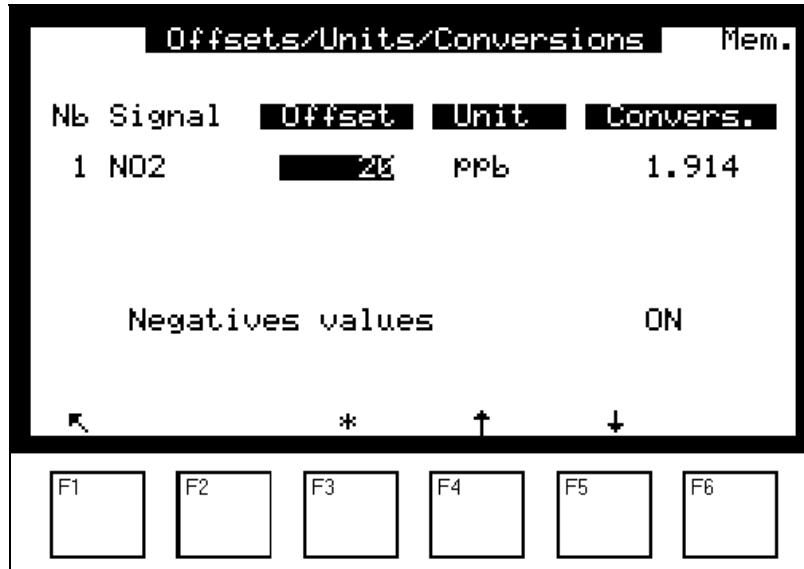 Offsets/Units/Conversions Mem.
Nb Signal Offset Unit Convers.
1 NO2 20 ppb 1.914
Negatives values ON
↖ * ↑ ↓
F1 F2 F3 F4 F5 F6